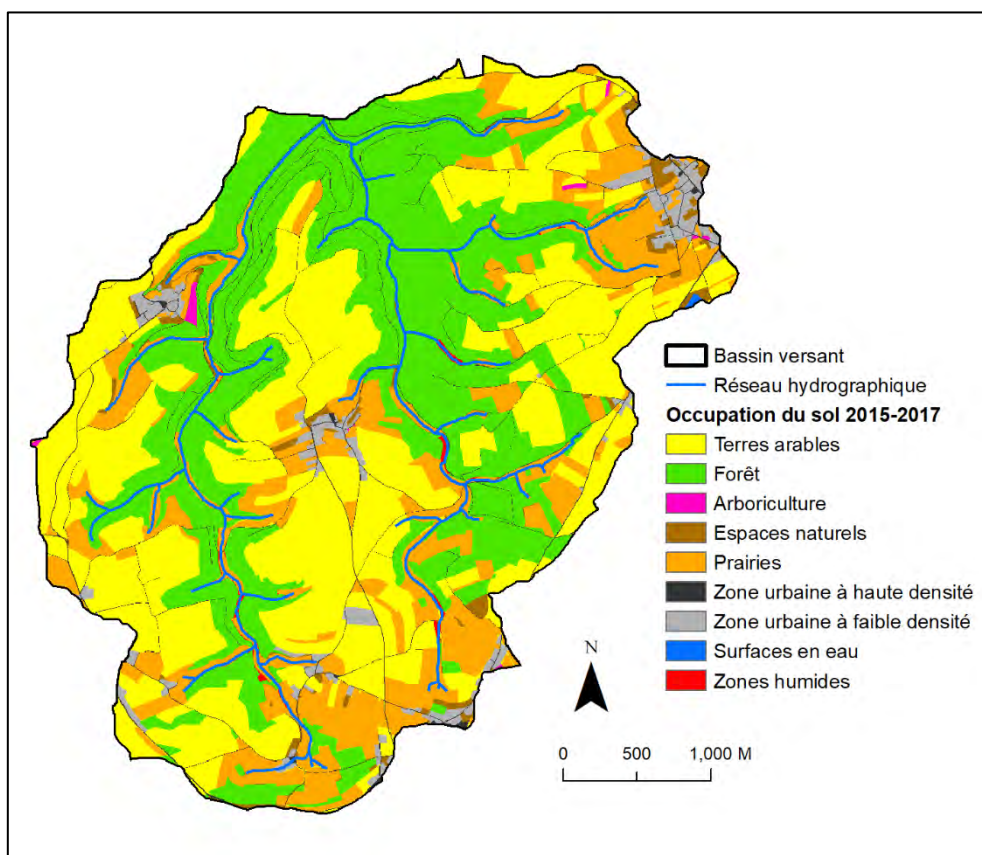 Bassin versant
Réseau hydrographique
Occupation du sol 2015-2017
Terres arables
Forêt
Arboriculture
Espaces naturels
Prairies
Zone urbaine à haute densité
Zone urbaine à faible densité
Surfaces en eau
Zones humides
N
0 500 1,000 M